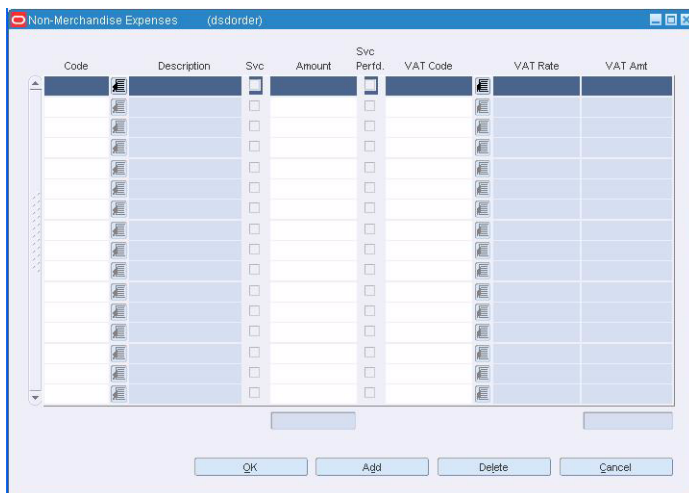 Non-Merchandise Expenses (dsdorder)
Code Description Svc Amount Svc Perfd. VAT Code VAT Rate VAT Amt
OK Add Delete Cancel